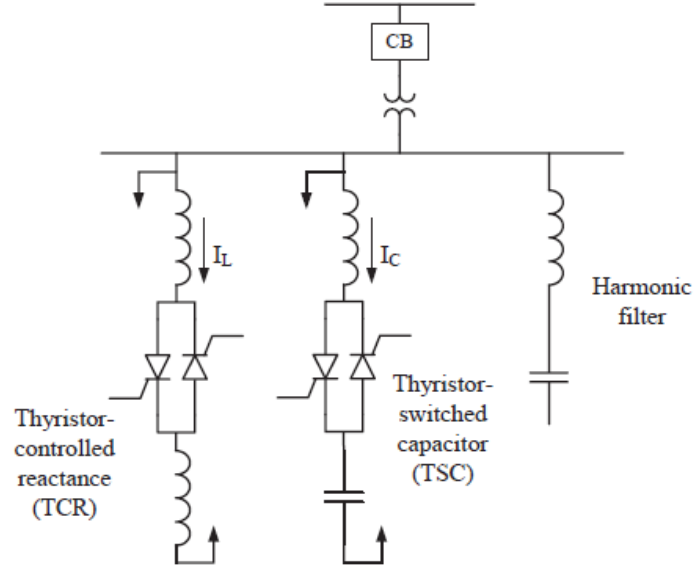 CB
I_L
I_C
Harmonic
filter
Thyristor-
controlled
reactance
(TCR)
Thyristor-
switched
capacitor
(TSC)